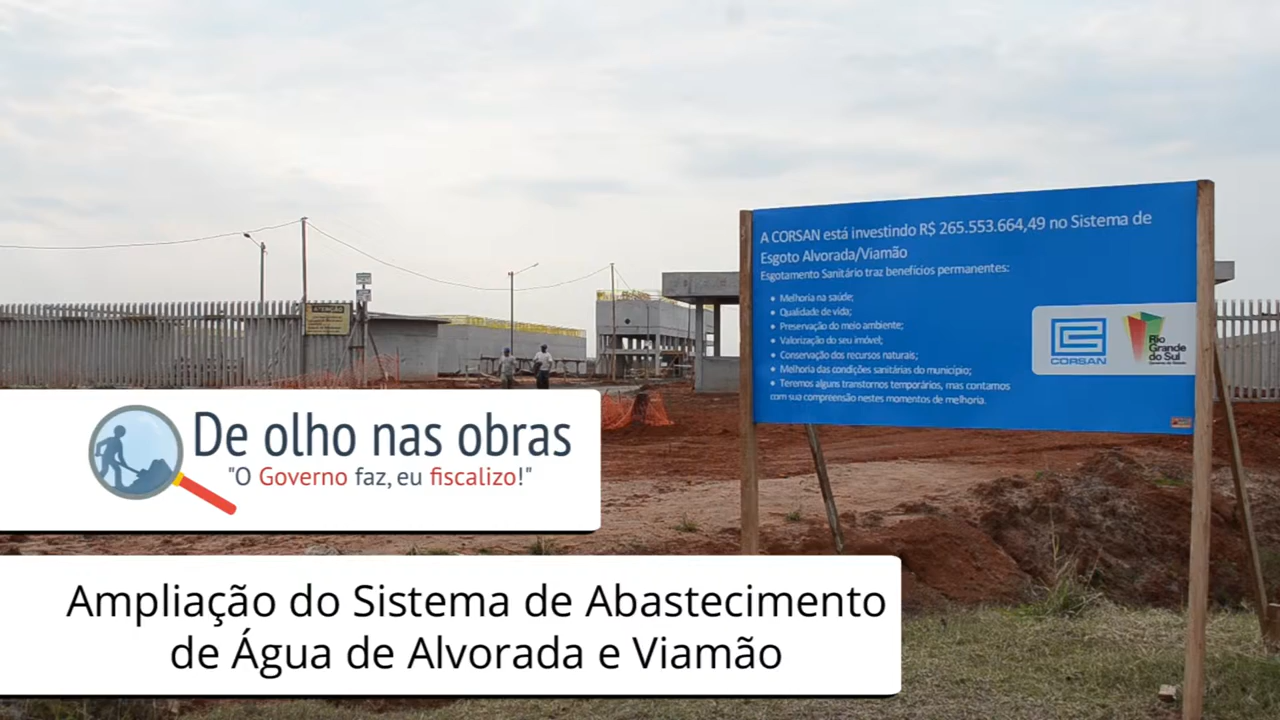 A CORSAN está investindo R$ 265.553.664,49 no Sistema de
Esgoto Alvorada/Viamão
Esgotamento Sanitário traz benefícios permanentes:
• Melhoria na saúde;
• Qualidade de vida;
• Preservação do meio ambiente;
• Valorização do seu imóvel;
• Conservação dos recursos naturais;
• Melhoria das condições sanitárias do município;
• Teremos alguns transtornos temporários, mas contamos
com sua compreensão nestes momentos de melhoria.
CORSAN
Rio
Grande
do Sul
ATENÇÃO
De olho nas obras
"O Governo faz, eu fiscalizo!"
Ampliação do Sistema de Abastecimento
de Água de Alvorada e Viamão